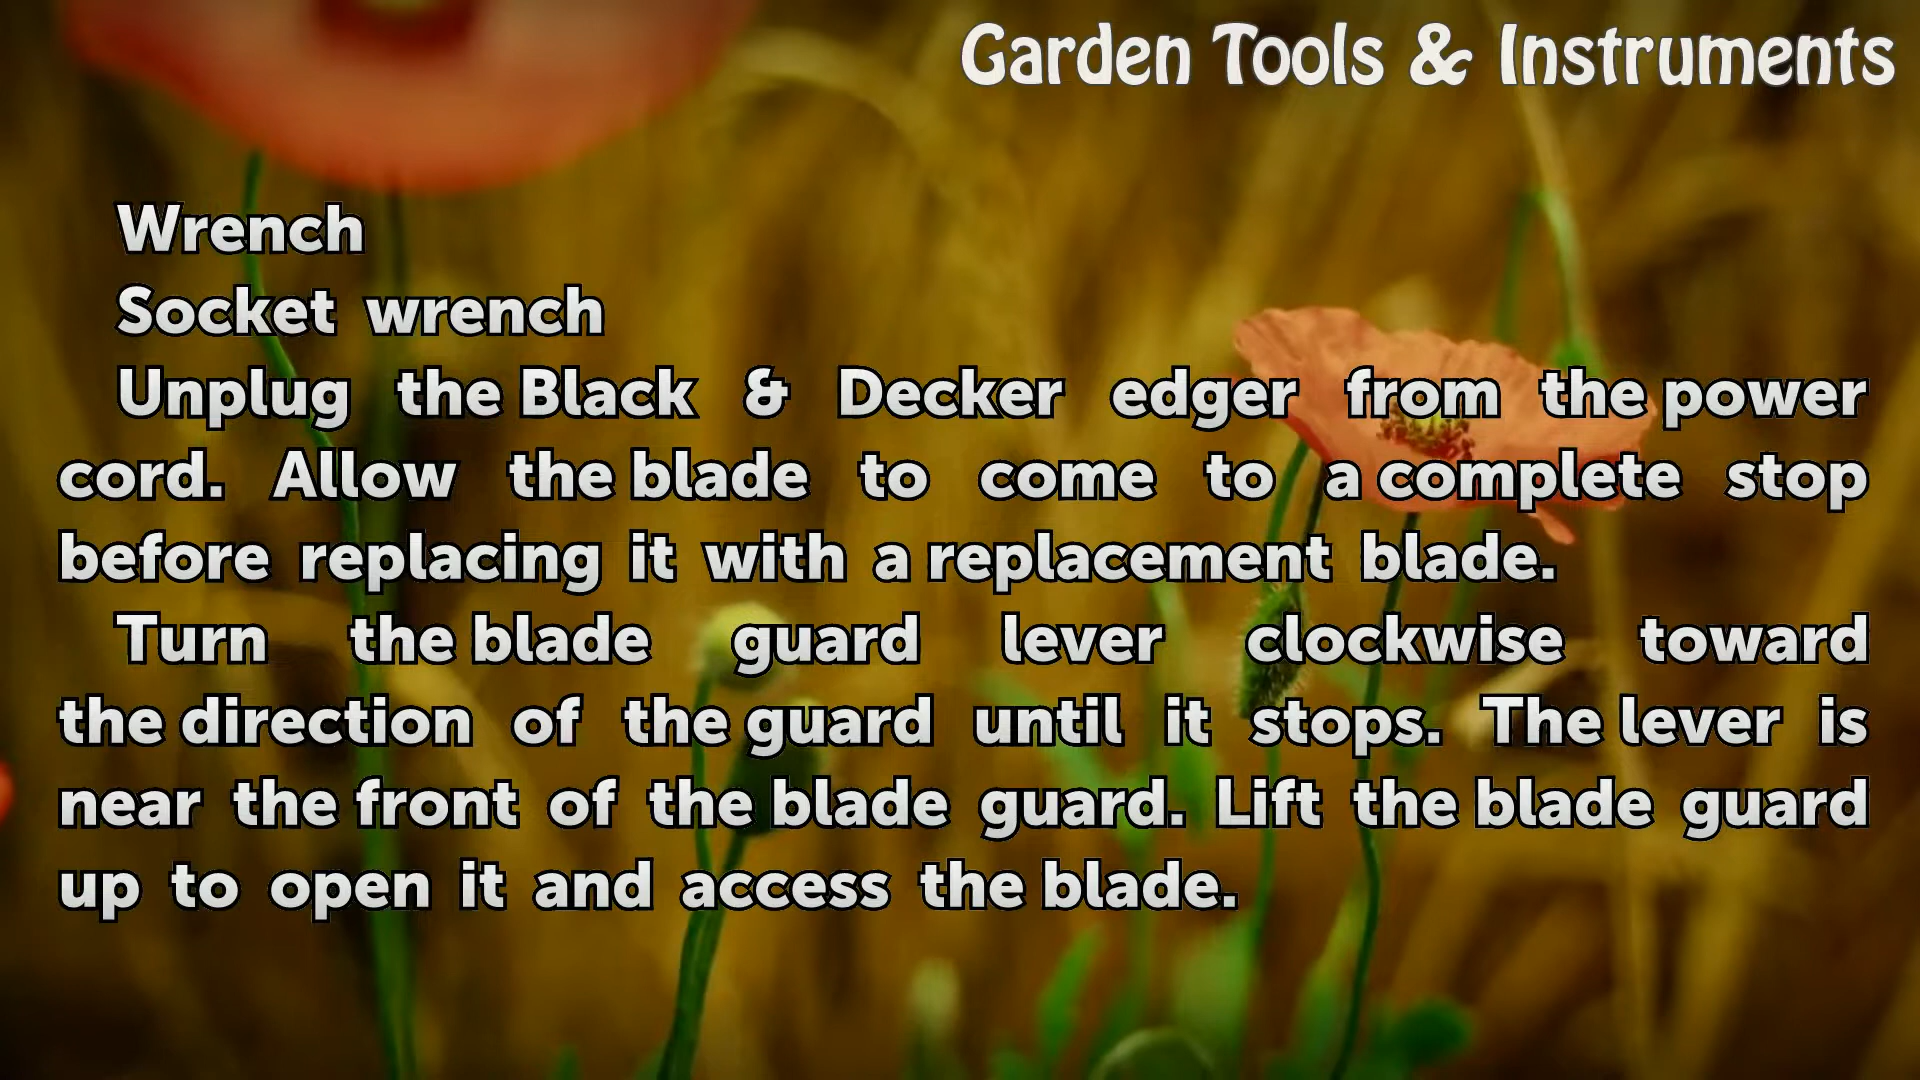 Garden Tools & Instruments
Wrench
Socket wrench
Unplug the Black & Decker edger from the power
cord. Allow the blade to come to a complete stop
before replacing it with a replacement blade.
Turn the blade guard lever clockwise toward
the direction of the guard until it stops. The lever is
near the front of the blade guard. Lift the blade guard
up to open it and access the blade.